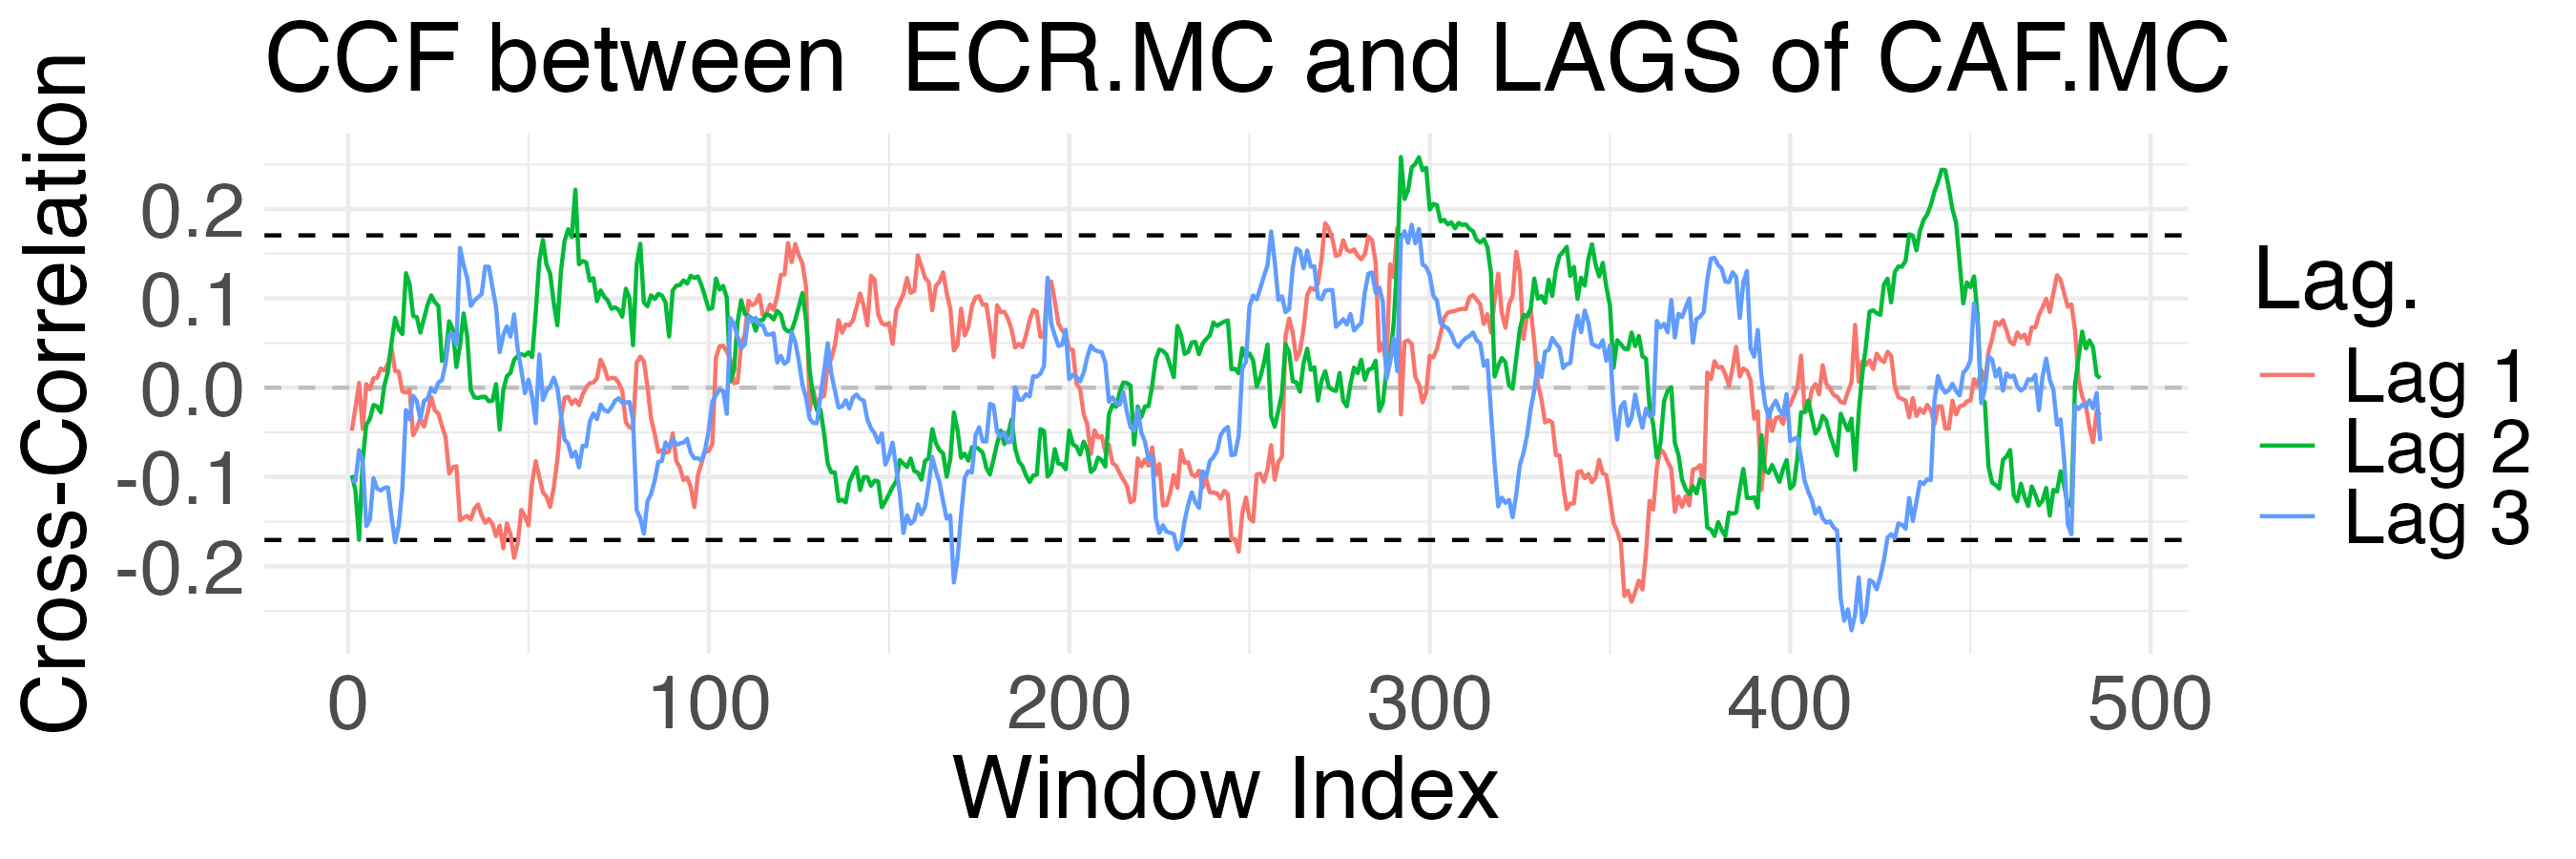 CCF between  ECR.MC and LAGS of CAF.MC
Cross-Correlation
0.2
0.1
0.0
-0.1
-0.2
0 100 200 300 400 500
Window Index
Lag.
Lag 1
Lag 2
Lag 3